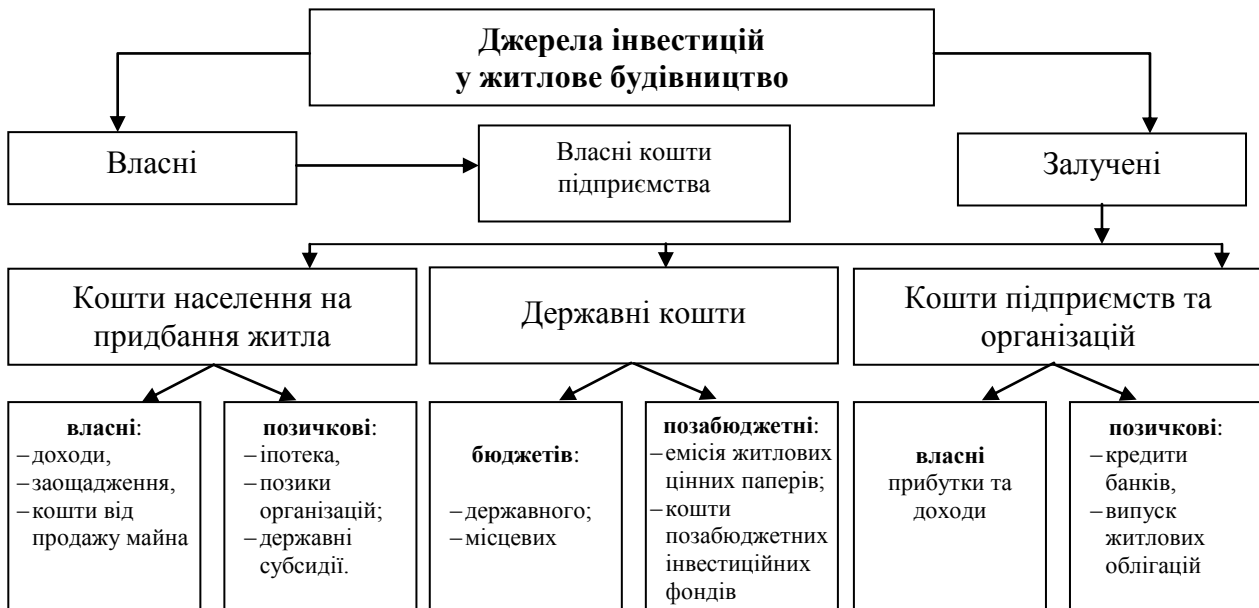 Джерела інвестицій
у житлове будівництво
Власні
Власні кошти
підприємства
Залучені
Кошти населення на
придбання житла
Державні кошти
Кошти підприємств та
організацій
власні:
– доходи,
– заощадження,
– кошти від
продажу майна
позичкові:
– іпотека,
– позики
організацій;
– державні
субсидії.
бюджетів:
– державного;
– місцевих
позабюджетні:
– емісія житлових
цінних паперів;
– кошти
позабюджетних
інвестиційних
фондів
власні
прибутки та
доходи
позичкові:
– кредити
банків,
– випуск
житлових
облігацій